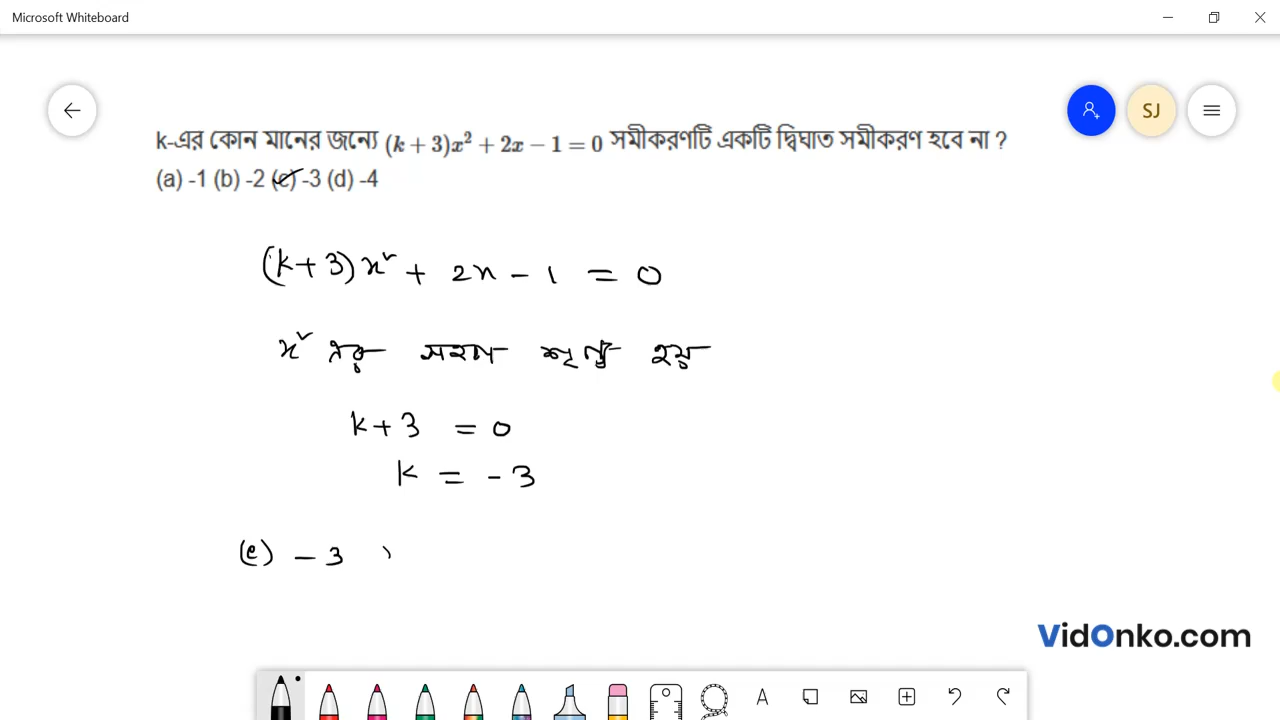 Microsoft Whiteboard
SJ
k-এর কোন মানের জন্যে (k + 3)x² + 2x − 1 = 0 সমীকরণটি একটি দ্বিঘাত সমীকরণ হবে না ?
(a) -1 (b) -2 (c) -3 (d) -4
(k+3)x² + 2x - 1 = 0
x² এর সহগ শূন্য হয়
k+3 = 0
k = -3
(c) -3
VidOnko.com
A